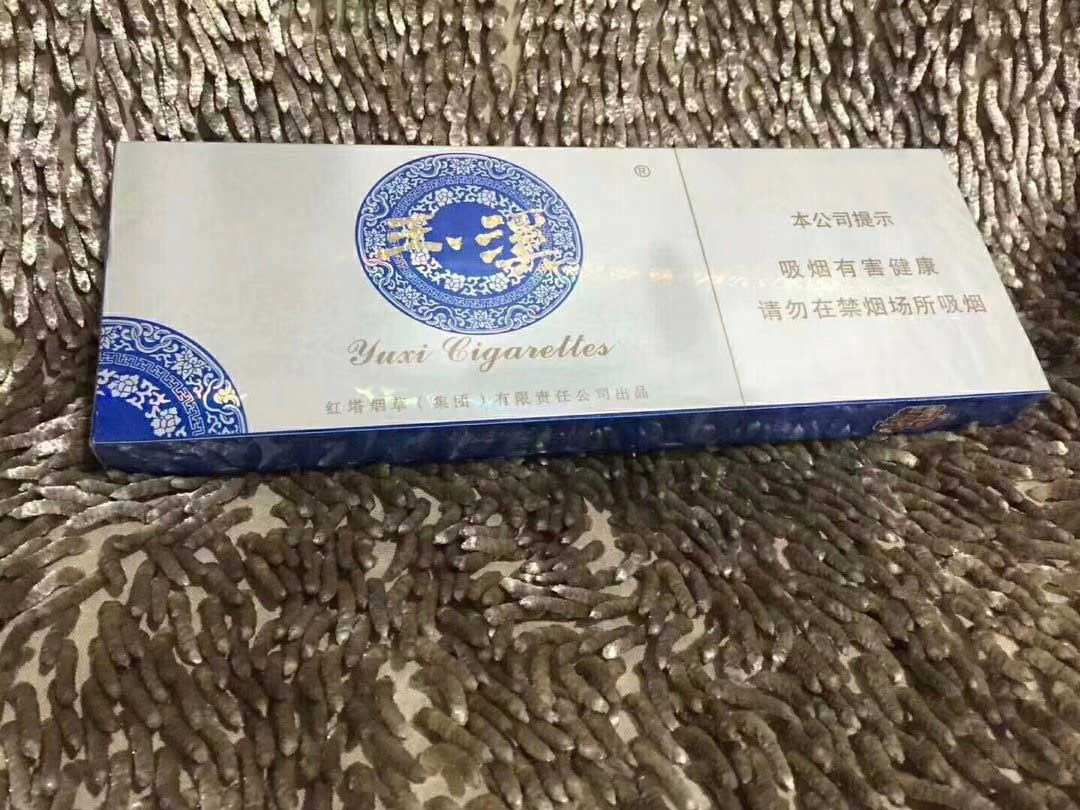 玉溪
®
Yuxi Cigarettes
红塔烟草(集团)有限责任公司出品
本公司提示
吸烟有害健康
请勿在禁烟场所吸烟